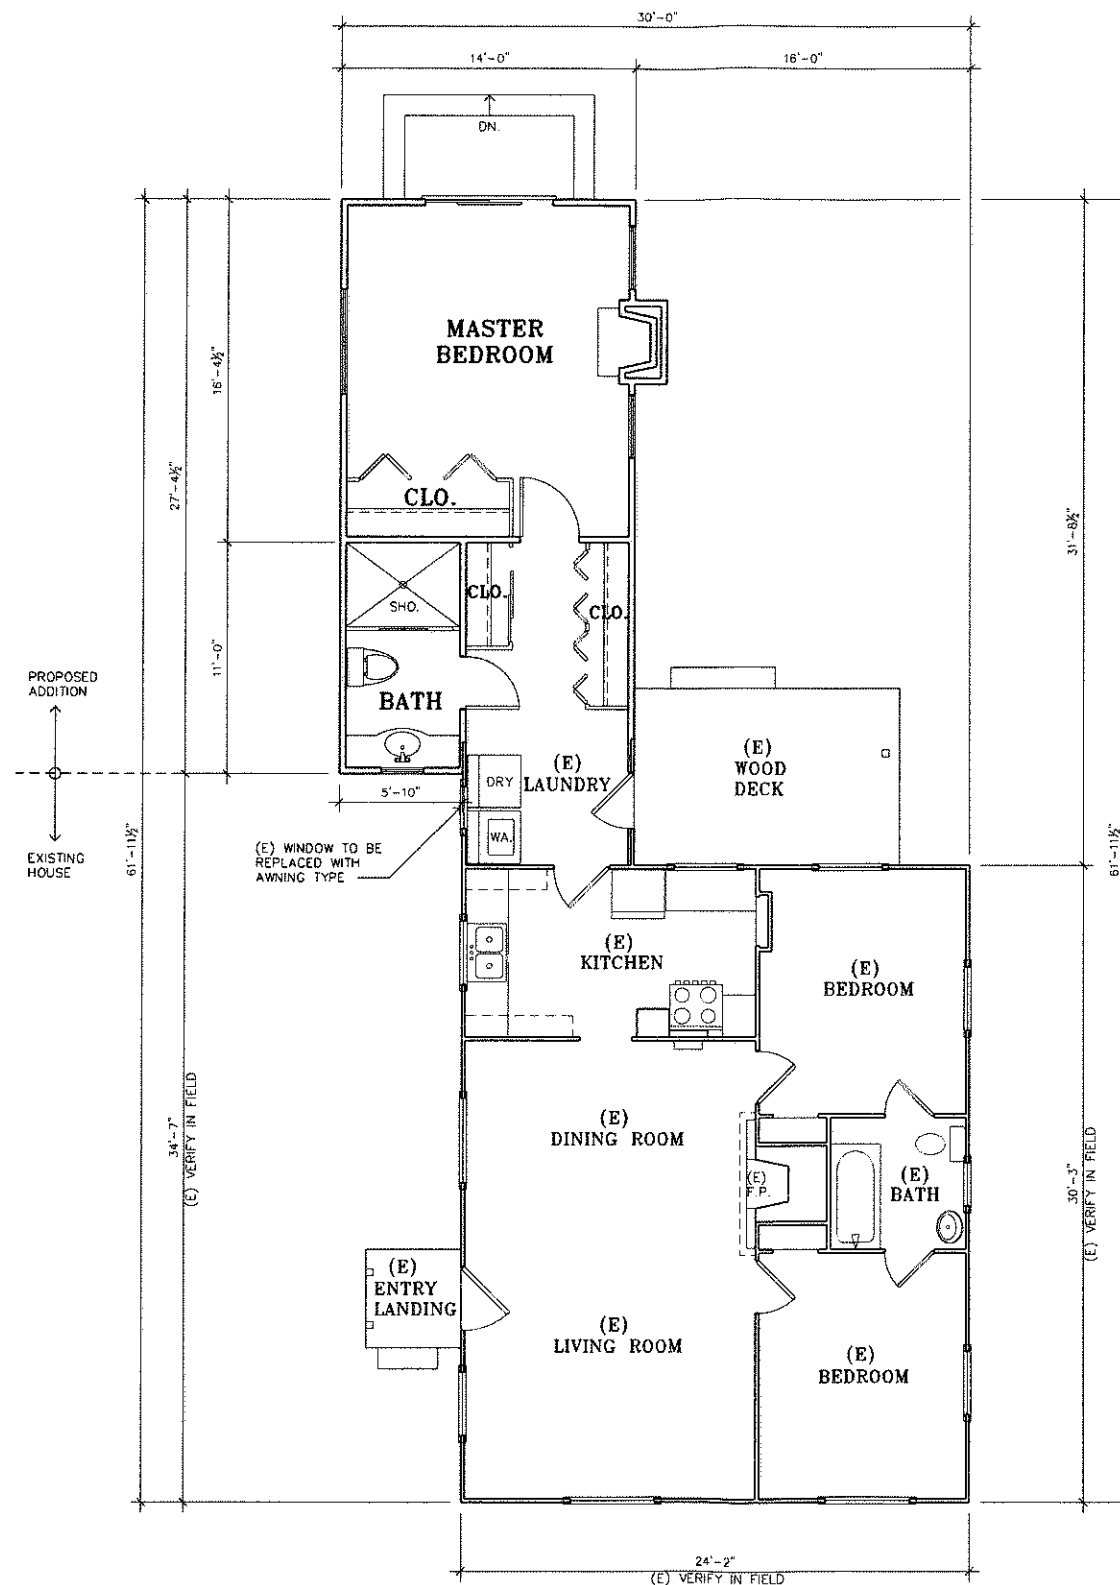 30'-0"
14'-0"
16'-0"
DN.
MASTER
BEDROOM
16'-4½"
27'-4½"
31'-8½"
CLO.
CLO.
CLO.
SHO.
11'-0"
BATH
PROPOSED
ADDITION
(E)
WOOD
DECK
(E)
LAUNDRY
DRY
5'-10"
WA.
(E) WINDOW TO BE
REPLACED WITH
AWNING TYPE
EXISTING
HOUSE
61'-11½"
61'-11½"
(E)
KITCHEN
(E)
BEDROOM
(E)
DINING ROOM
34'-7"
(E) VERIFY IN FIELD
(E)
F.P.
(E)
BATH
30'-3"
(E) VERIFY IN FIELD
(E)
ENTRY
LANDING
(E)
LIVING ROOM
(E)
BEDROOM
24'-2"
(E) VERIFY IN FIELD